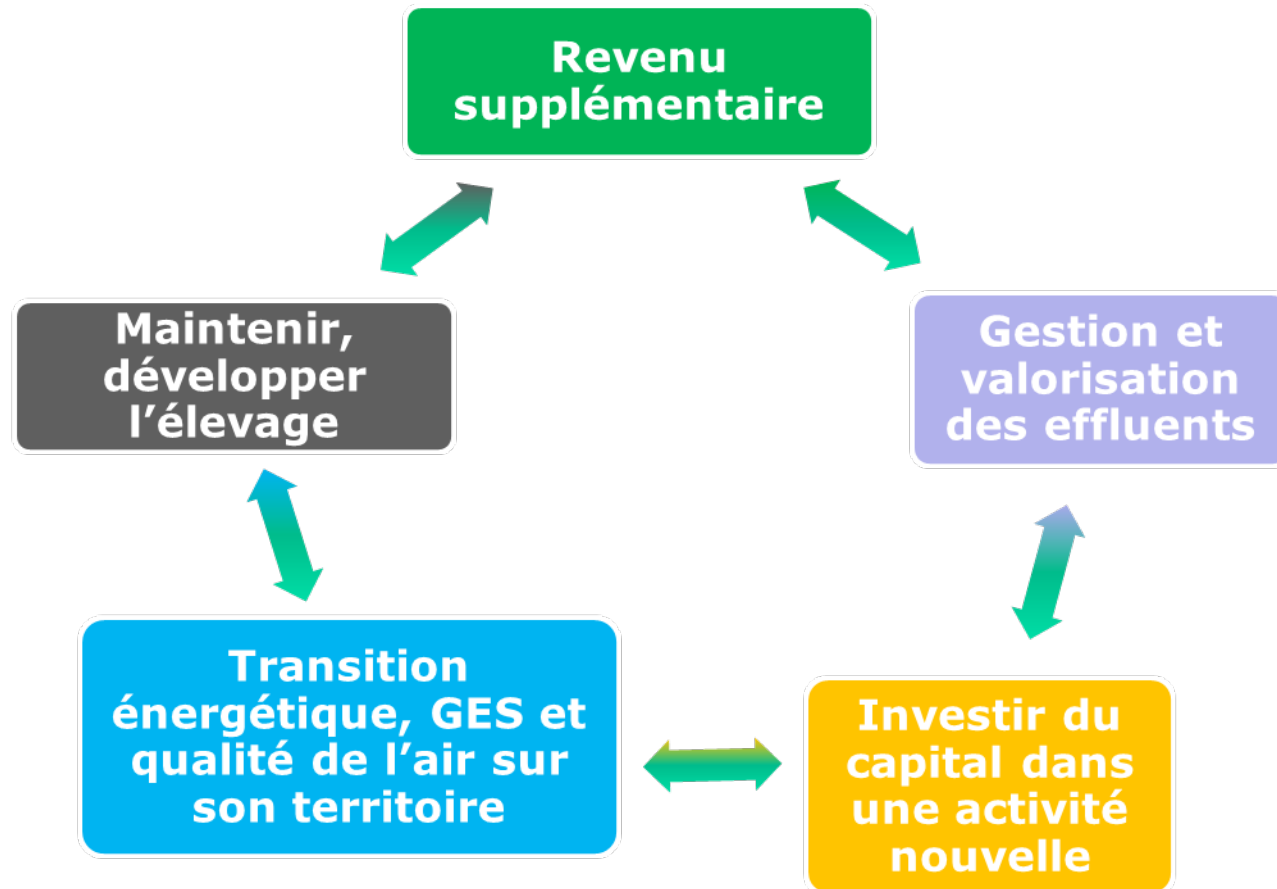 Revenu
supplémentaire
Maintenir,
développer
l’élevage
Gestion et
valorisation
des effluents
Transition
énergétique, GES et
qualité de l’air sur
son territoire
Investir du
capital dans
une activité
nouvelle